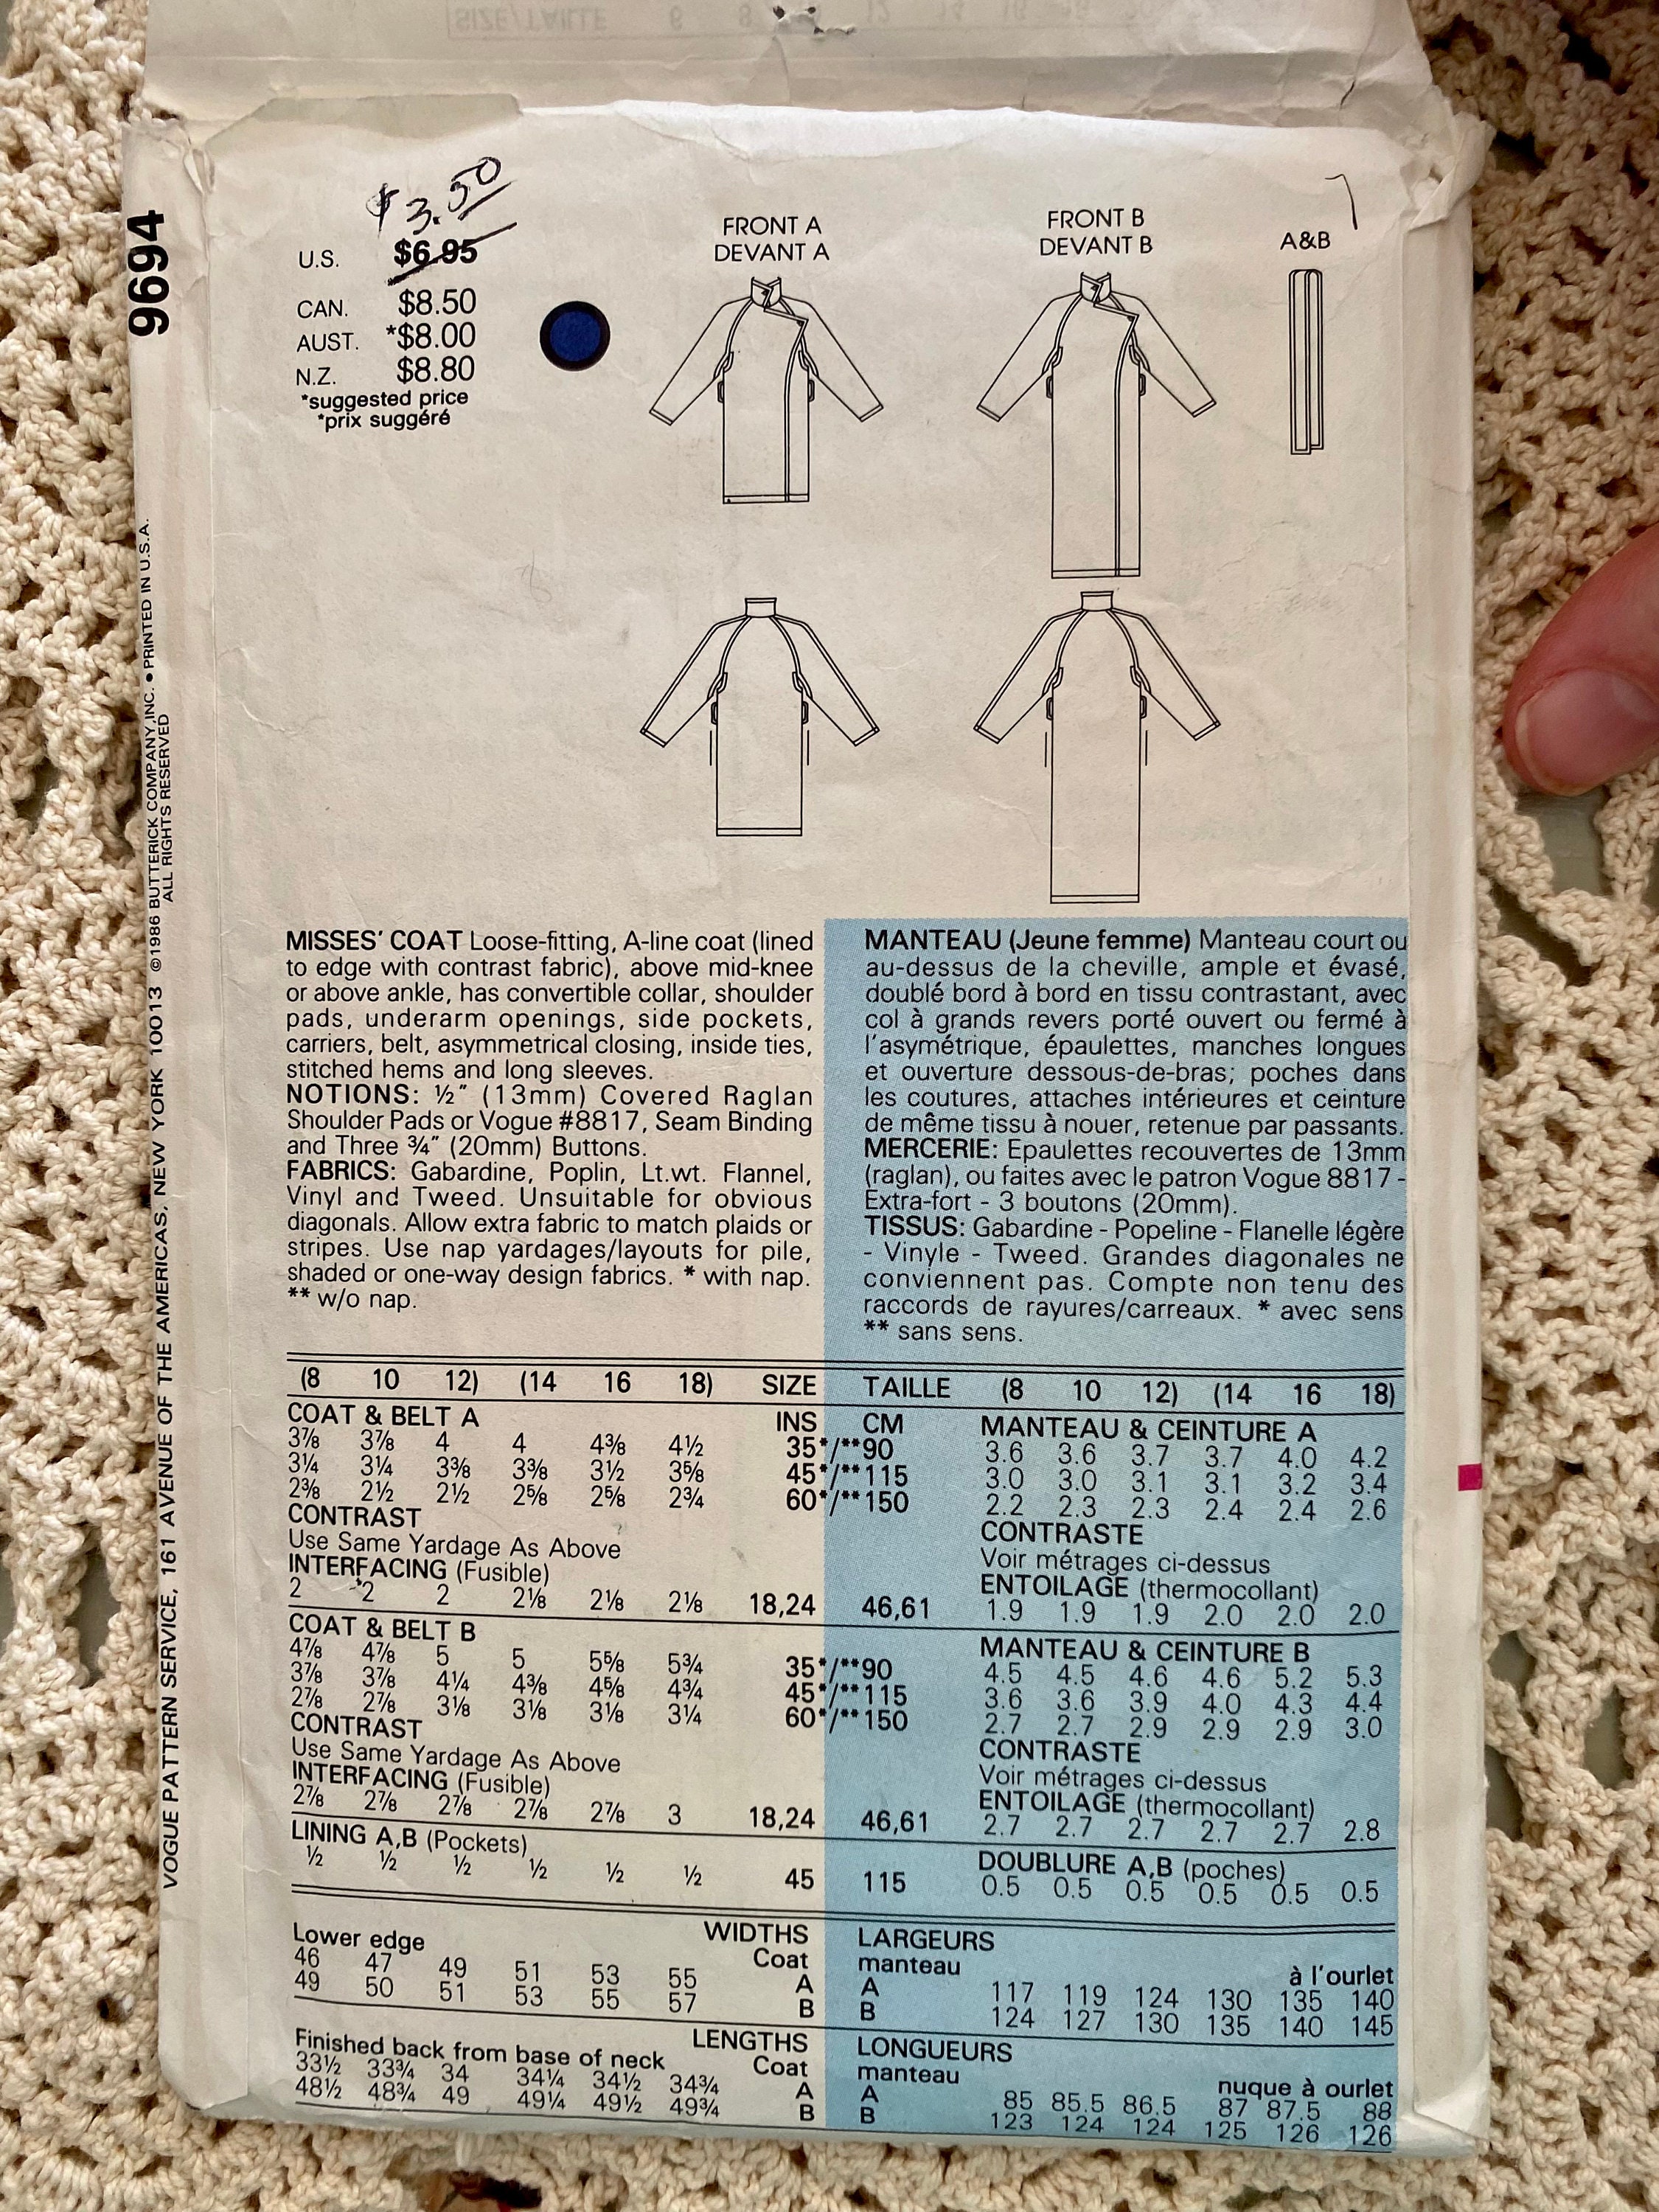 9694
VOGUE PATTERN SERVICE, 161 AVENUE OF THE AMERICAS, NEW YORK 10013 ©1986 BUTTERICK COMPANY, INC. • PRINTED IN U.S.A.
ALL RIGHTS RESERVED
SIZE/TAILLE 6 8 12 14 16
$3.50
U.S. $6.95
CAN. $8.50
AUST. *$8.00
N.Z. $8.80
*suggested price
*prix suggéré
FRONT A
DEVANT A
FRONT B
DEVANT B
A&B
MISSES' COAT Loose-fitting, A-line coat (lined
to edge with contrast fabric), above mid-knee
or above ankle, has convertible collar, shoulder
pads, underarm openings, side pockets,
carriers, belt, asymmetrical closing, inside ties,
stitched hems and long sleeves.
NOTIONS: ½" (13mm) Covered Raglan
Shoulder Pads or Vogue #8817, Seam Binding
and Three ¾" (20mm) Buttons.
FABRICS: Gabardine, Poplin, Lt.wt. Flannel,
Vinyl and Tweed. Unsuitable for obvious
diagonals. Allow extra fabric to match plaids or
stripes. Use nap yardages/layouts for pile,
shaded or one-way design fabrics. * with nap.
** w/o nap.
MANTEAU (Jeune femme) Manteau court ou
au-dessus de la cheville, ample et évasé,
doublé bord à bord en tissu contrastant, avec
col à grands revers porté ouvert ou fermé à
l'asymétrique, épaulettes, manches longues
et ouverture dessous-de-bras; poches dans
les coutures, attaches intérieures et ceinture
de même tissu à nouer, retenue par passants.
MERCERIE: Epaulettes recouvertes de 13mm
(raglan), ou faites avec le patron Vogue 8817 -
Extra-fort - 3 boutons (20mm).
TISSUS: Gabardine - Popeline - Flanelle légère
- Vinyle - Tweed. Grandes diagonales ne
conviennent pas. Compte non tenu des
raccords de rayures/carreaux. * avec sens
** sans sens.
(8 10 12) (14 16 18) SIZE TAILLE (8 10 12) (14 16 18)
COAT & BELT A INS CM MANTEAU & CEINTURE A
3⅞ 3⅞ 4 4 4⅜ 4½ 35*/**90 3.6 3.6 3.7 3.7 4.0 4.2
3¼ 3¼ 3⅜ 3⅜ 3½ 3⅝ 45*/**115 3.0 3.0 3.1 3.1 3.2 3.4
2⅜ 2½ 2½ 2⅝ 2⅝ 2¾ 60*/**150 2.2 2.3 2.3 2.4 2.4 2.6
CONTRAST CONTRASTE
Use Same Yardage As Above Voir métrages ci-dessus
INTERFACING (Fusible) ENTOILAGE (thermocollant)
2 2 2 2⅛ 2⅛ 2⅛ 18,24 46,61 1.9 1.9 1.9 2.0 2.0 2.0
COAT & BELT B MANTEAU & CEINTURE B
4⅞ 4⅞ 5 5 5⅝ 5¾ 35*/**90 4.5 4.5 4.6 4.6 5.2 5.3
3⅞ 3⅞ 4¼ 4⅜ 4⅝ 4¾ 45*/**115 3.6 3.6 3.9 4.0 4.3 4.4
2⅞ 2⅞ 3⅛ 3⅛ 3⅛ 3¼ 60*/**150 2.7 2.7 2.9 2.9 2.9 3.0
CONTRAST CONTRASTE
Use Same Yardage As Above Voir métrages ci-dessus
INTERFACING (Fusible) ENTOILAGE (thermocollant)
2⅞ 2⅞ 2⅞ 2⅞ 2⅞ 3 18,24 46,61 2.7 2.7 2.7 2.7 2.7 2.8
LINING A,B (Pockets) DOUBLURE A,B (poches)
½ ½ ½ ½ ½ ½ 45 115 0.5 0.5 0.5 0.5 0.5 0.5
WIDTHS LARGEURS
Lower edge Coat manteau à l'ourlet
46 47 49 51 53 55 A A 117 119 124 130 135 140
49 50 51 53 55 57 B B 124 127 130 135 140 145
LENGTHS LONGUEURS
Finished back from base of neck Coat manteau nuque à ourlet
33½ 33¾ 34 34¼ 34½ 34¾ A A 85 85.5 86.5 87 87.5 88
48½ 48¾ 49 49¼ 49½ 49¾ B B 123 124 124 125 126 126